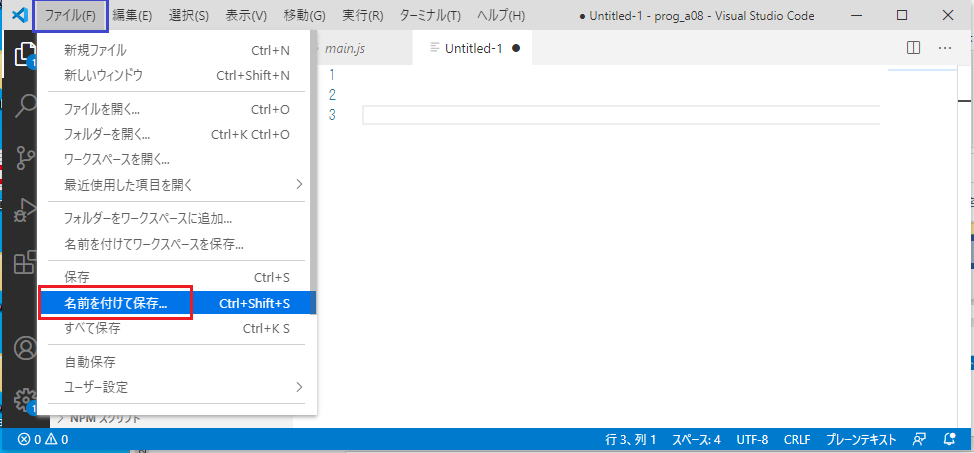 ファイル(F) 編集(E) 選択(S) 表示(V) 移動(G) 実行(R) ターミナル(T) ヘルプ(H) ● Untitled-1 - prog_a08 - Visual Studio Code
main.js Untitled-1 ●
新規ファイル Ctrl+N
新しいウィンドウ Ctrl+Shift+N
ファイルを開く... Ctrl+O
フォルダーを開く... Ctrl+K Ctrl+O
ワークスペースを開く...
最近使用した項目を開く
フォルダーをワークスペースに追加...
名前を付けてワークスペースを保存...
保存 Ctrl+S
名前を付けて保存... Ctrl+Shift+S
すべて保存 Ctrl+K S
自動保存
ユーザー設定
1
2
3
1
1
NPM スクリプト
0 0 行 3、列 1 スペース: 4 UTF-8 CRLF プレーンテキスト